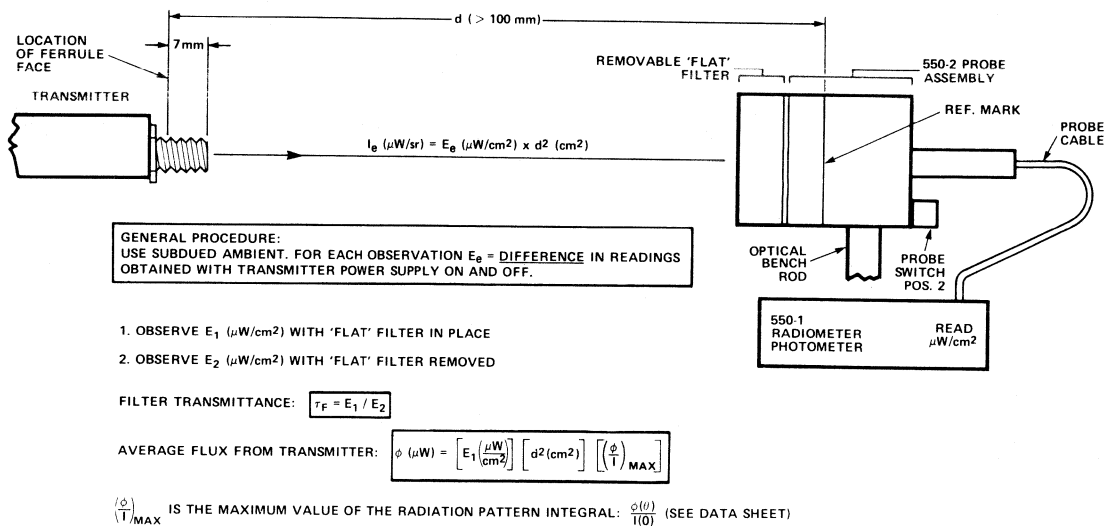 d (> 100 mm)
LOCATION
OF FERRULE
FACE
7mm
TRANSMITTER
REMOVABLE 'FLAT'
FILTER
550-2 PROBE
ASSEMBLY
REF. MARK
PROBE
CABLE
Iₑ (μW/sr) = Eₑ (μW/cm²) x d² (cm²)
GENERAL PROCEDURE:
USE SUBDUED AMBIENT. FOR EACH OBSERVATION Eₑ = DIFFERENCE IN READINGS
OBTAINED WITH TRANSMITTER POWER SUPPLY ON AND OFF.
OPTICAL
BENCH
ROD
PROBE
SWITCH
POS. 2
550-1
RADIOMETER
PHOTOMETER
READ
μW/cm²
1. OBSERVE E₁ (μW/cm²) WITH 'FLAT' FILTER IN PLACE
2. OBSERVE E₂ (μW/cm²) WITH 'FLAT' FILTER REMOVED
FILTER TRANSMITTANCE: τF = E₁ / E₂
AVERAGE FLUX FROM TRANSMITTER: ϕ (μW) = [E₁(μW/cm²)] [d²(cm²)] [(ϕ/I)MAX]
(ϕ/I)MAX IS THE MAXIMUM VALUE OF THE RADIATION PATTERN INTEGRAL: ϕ(θ)/I(0) (SEE DATA SHEET)